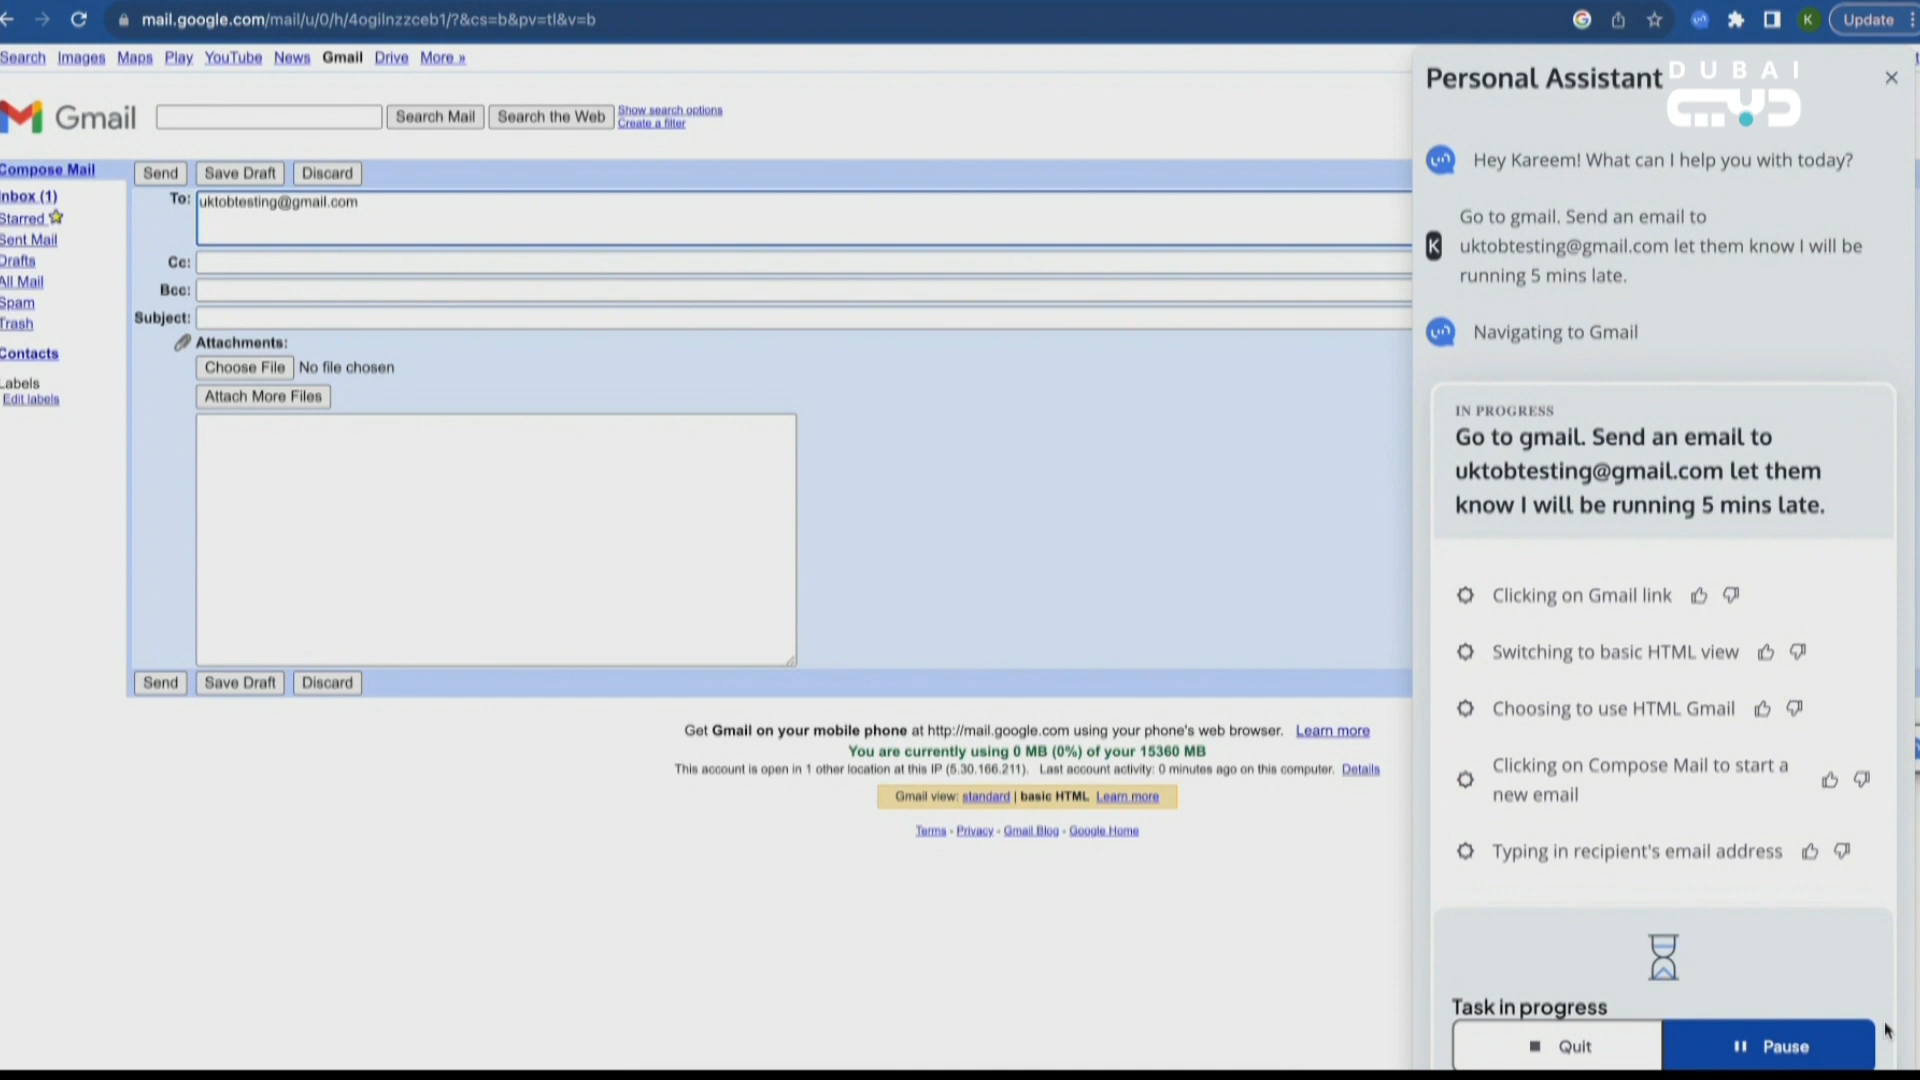 mail.google.com/mail/u/0/h/4ogilnzzceb1/?&cs=b&pv=tl&v=b
K
Update
Search Images Maps Play YouTube News Gmail Drive More »
Gmail
Search Mail
Search the Web
Show search options
Create a filter
Compose Mail
Inbox (1)
Starred
Sent Mail
Drafts
All Mail
Spam
Trash
Contacts
Labels
Edit labels
Send
Save Draft
Discard
To:
uktobtesting@gmail.com
Cc:
Bcc:
Subject:
Attachments:
Choose File No file chosen
Attach More Files
Send
Save Draft
Discard
Get Gmail on your mobile phone at http://mail.google.com using your phone's web browser. Learn more
You are currently using 0 MB (0%) of your 15360 MB
This account is open in 1 other location at this IP (5.30.166.211). Last account activity: 0 minutes ago on this computer. Details
Gmail view: standard | basic HTML Learn more
Terms - Privacy - Gmail Blog - Google Home
Personal Assistant
DUBAI
دبي
Hey Kareem! What can I help you with today?
K
Go to gmail. Send an email to
uktobtesting@gmail.com let them know I will be
running 5 mins late.
Navigating to Gmail
IN PROGRESS
Go to gmail. Send an email to
uktobtesting@gmail.com let them
know I will be running 5 mins late.
Clicking on Gmail link
Switching to basic HTML view
Choosing to use HTML Gmail
Clicking on Compose Mail to start a
new email
Typing in recipient's email address
Task in progress
Quit
Pause